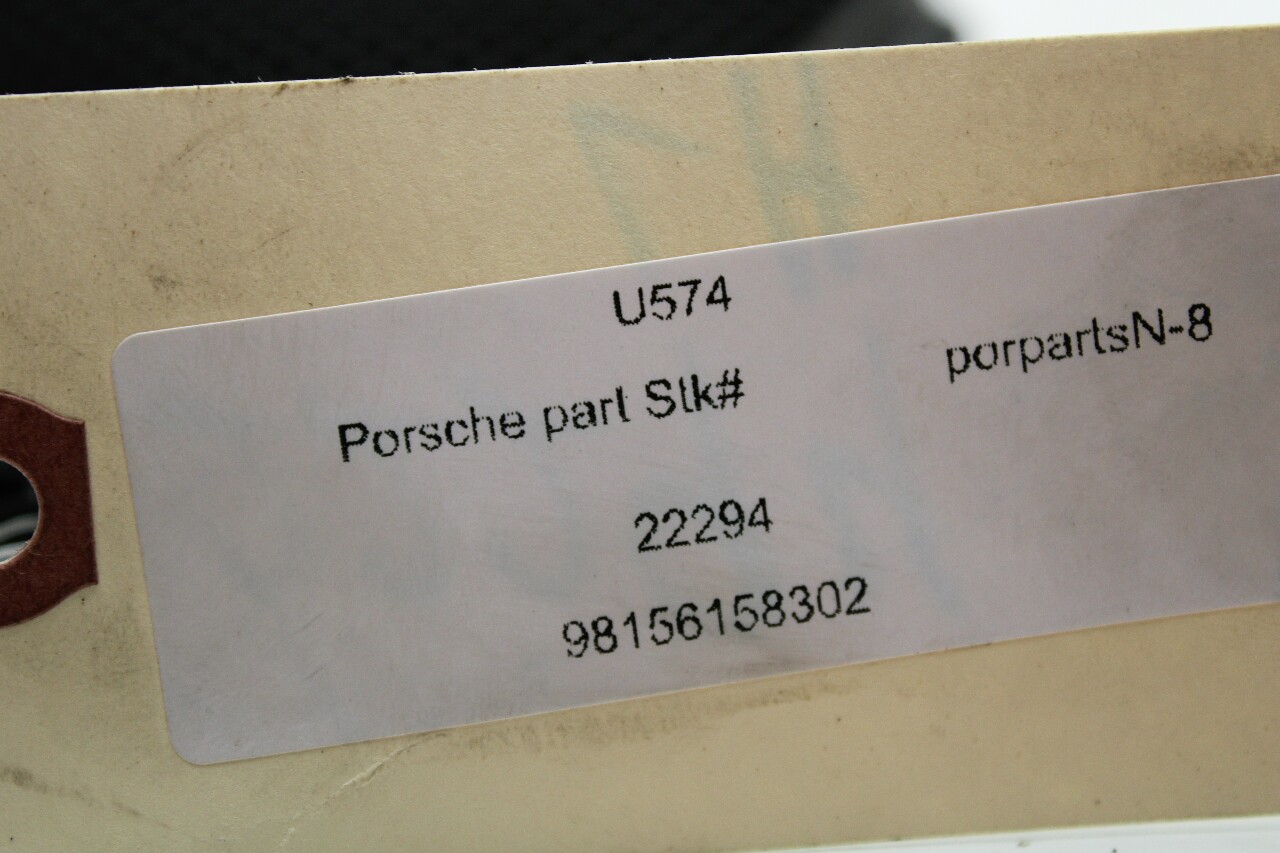 U574
porpartsN-8
Porsche part Stk#
22294
98156158302